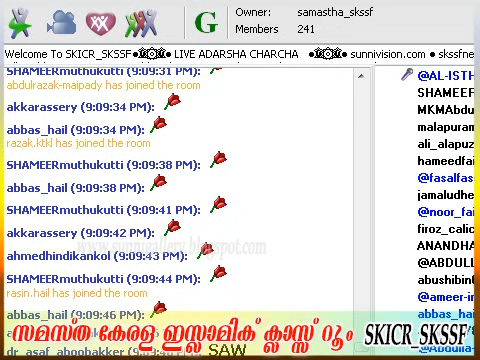 Owner: samastha_skssf
Members 241
G
Welcome To SKICR_SKSSF LIVE ADARSHA CHARCHA sunnivision.com ● skssfne
SHAMEERmuthukutti (9:09:31 PM):
abdulrazak-maipady has joined the room
akkarassery (9:09:34 PM):
abbas_hail (9:09:34 PM):
razak.ktkl has joined the room
SHAMEERmuthukutti (9:09:38 PM):
abbas_hail (9:09:38 PM):
SHAMEERmuthukutti (9:09:41 PM):
akkarassery (9:09:42 PM):
www.sunnigallery.blogspot.com
ahmedhindikankol (9:09:43 PM):
SHAMEERmuthukutti (9:09:44 PM):
rasin.hail has joined the room
abbas_hail (9:09:46 PM):
@AL-ISTH
SHAMEEF
MKMAbdu
malapuram
ali_alapuz
hameedfai
@fasalfas
jamaludhe
@noor_fai
firoz_calic
ANANDHA
@ABDULL
abushibin
@ameer-i
abbas_hai
സമസ്ത കേരള ഇസ്ലാമിക് ക്ലാസ്സ് റൂം SKICR_SKSSF
dr_asaf_aboohakker SAW